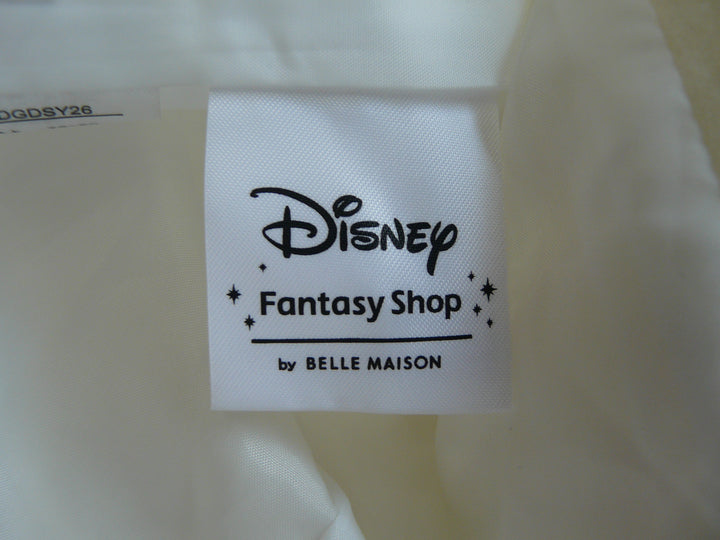 DGDSY26
Disney
Fantasy Shop
by BELLE MAISON